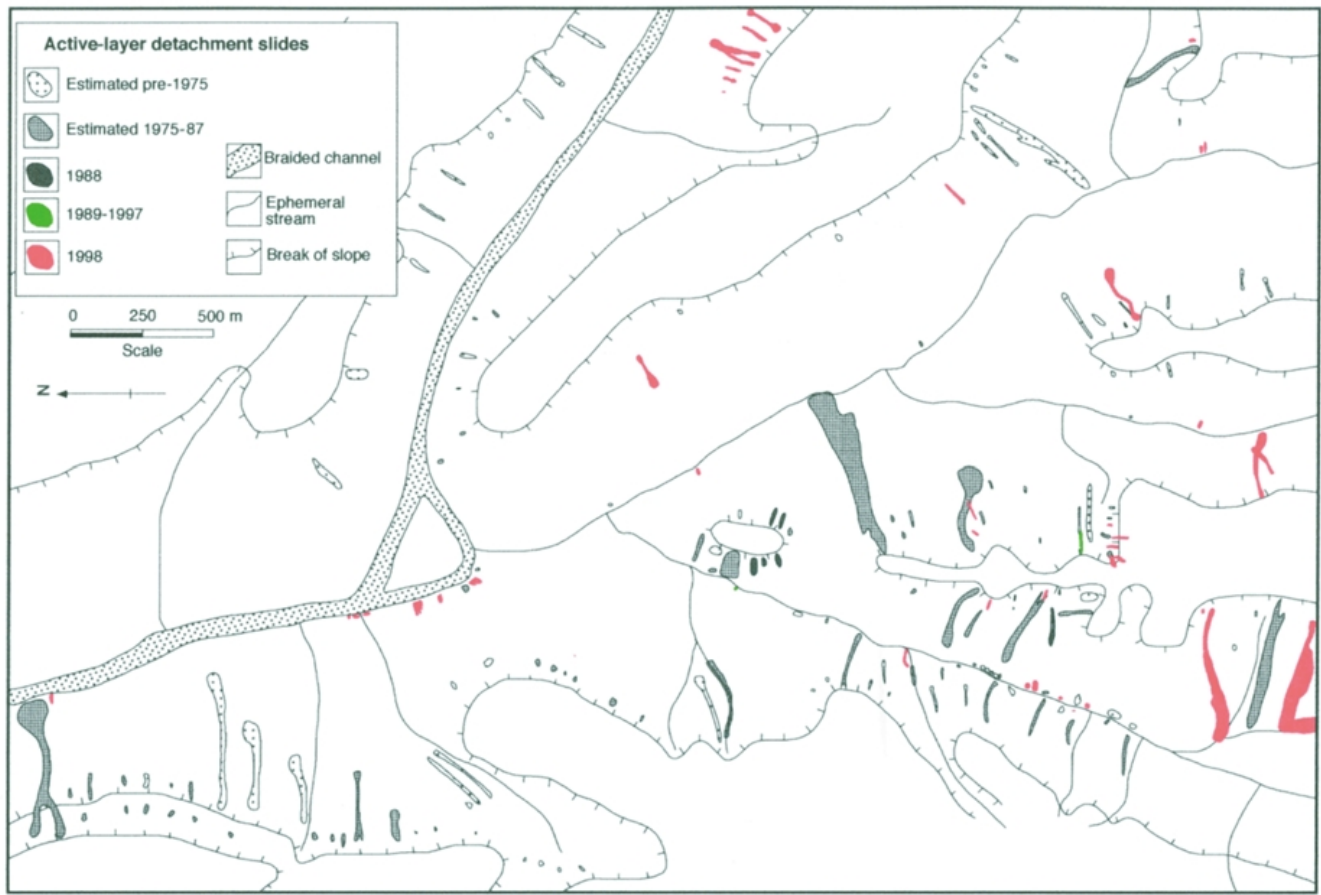 Active-layer detachment slides
Estimated pre-1975
Estimated 1975-87
1988
1989-1997
1998
Braided channel
Ephemeral
stream
Break of slope
0 250 500 m
Scale
N